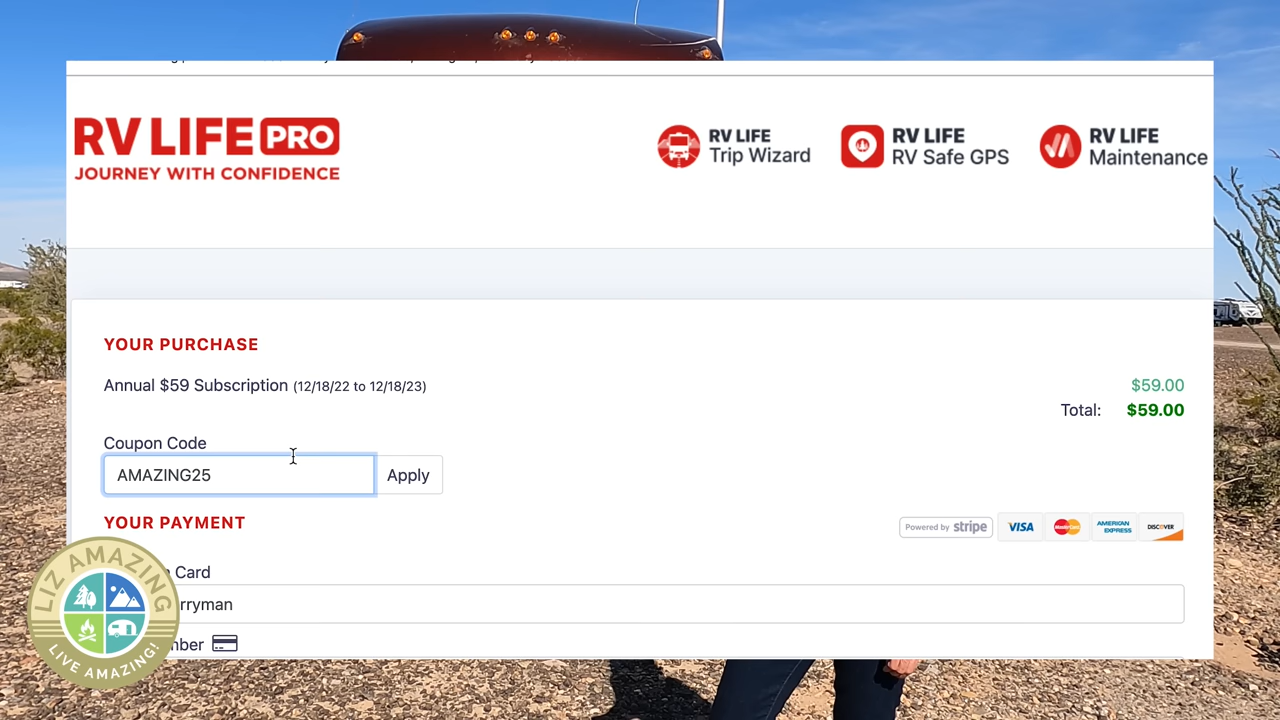 RV LIFE PRO
JOURNEY WITH CONFIDENCE
RV LIFE
Trip Wizard
RV LIFE
RV Safe GPS
RV LIFE
Maintenance
YOUR PURCHASE
Annual $59 Subscription (12/18/22 to 12/18/23)
$59.00
Total: $59.00
Coupon Code
AMAZING25
Apply
YOUR PAYMENT
Powered by stripe
VISA
MasterCard
AMERICAN EXPRESS
DISCOVER
Card
rryman
mber
LIZ AMAZING
LIVE AMAZING!